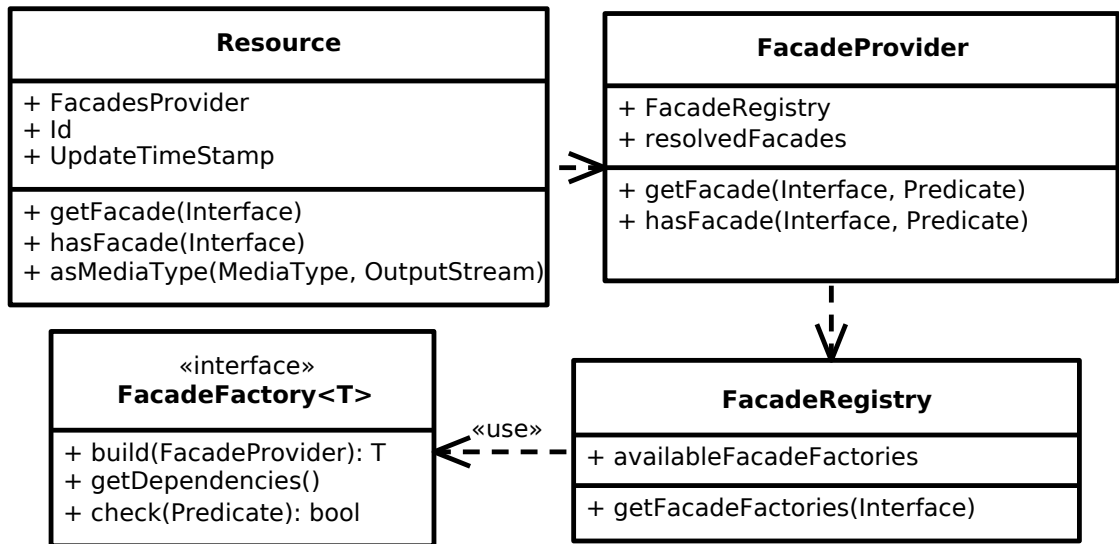 Resource
+ FacadesProvider
+ Id
+ UpdateTimeStamp
+ getFacade(Interface)
+ hasFacade(Interface)
+ asMediaType(MediaType, OutputStream)
FacadeProvider
+ FacadeRegistry
+ resolvedFacades
+ getFacade(Interface, Predicate)
+ hasFacade(Interface, Predicate)
«interface»
FacadeFactory<T>
+ build(FacadeProvider): T
+ getDependencies()
+ check(Predicate): bool
«use»
FacadeRegistry
+ availableFacadeFactories
+ getFacadeFactories(Interface)